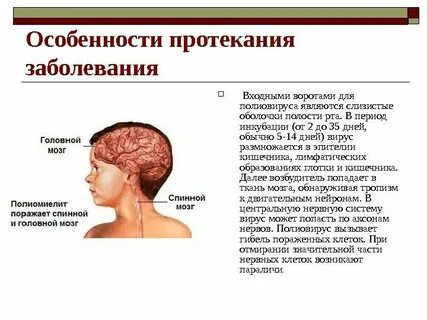 Особенности протекания
заболевания
Входными воротами для
полиовируса являются слизистые
оболочки полости рта. В период
инкубации (от 2 до 35 дней,
обычно 5-14 дней) вирус
размножается в эпителии
кишечника, лимфатических
образованиях глотки и кишечника.
Далее возбудитель попадает в
ткань мозга, обнаруживая тропизм
к двигательным нейронам. В
центральную нервную систему
вирус может попасть по аксонам
нервов. Полиовирус вызывает
гибель пораженных клеток. При
отмирании значительной части
нервных клеток возникают
параличи
Головной
мозг
Спинной
мозг
Полиомиелит
поражает спинной
и головной мозг